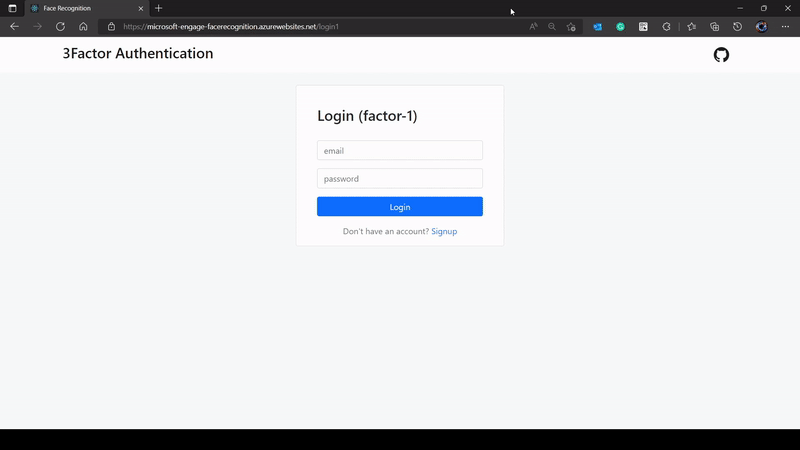 Face Recognition
https://microsoft-engage-facerecognition.azurewebsites.net/login1
3Factor Authentication
Login (factor-1)
email
password
Login
Don't have an account? Signup